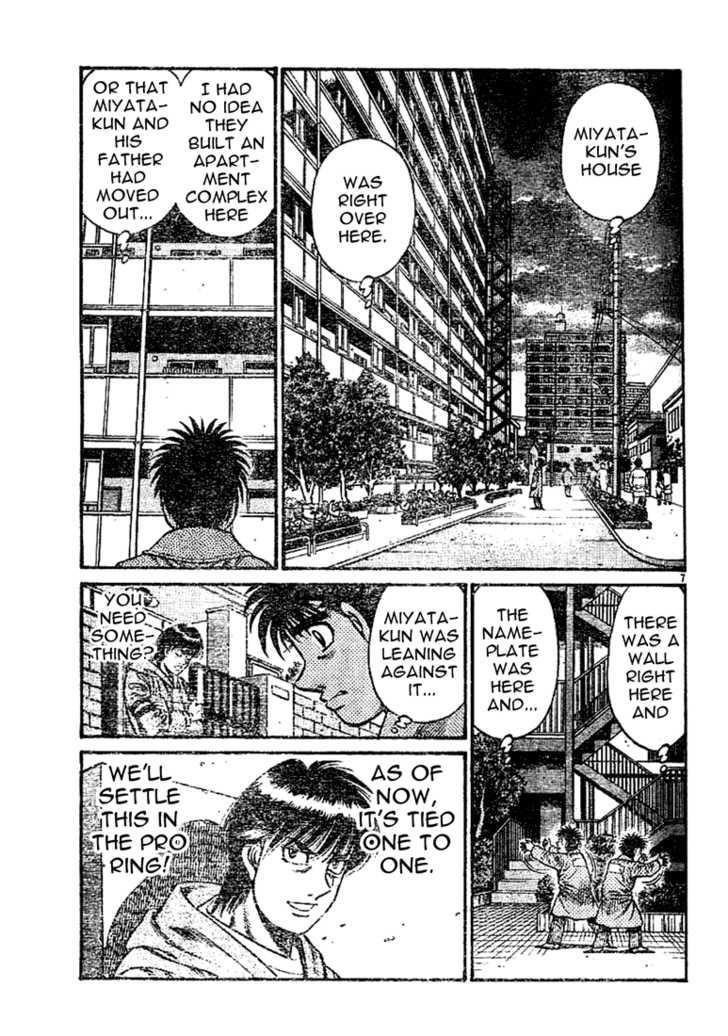 MIYATA-
KUN'S
HOUSE
WAS
RIGHT
OVER
HERE.
I HAD
NO IDEA
THEY
BUILT AN
APART-
MENT
COMPLEX
HERE
OR THAT
MIYATA-
KUN AND
HIS
FATHER
HAD
MOVED
OUT...
7
THERE
WAS A
WALL
RIGHT
HERE AND
THE
NAME-
PLATE
WAS
HERE
AND...
MIYATA-
KUN WAS
LEANING
AGAINST
IT...
YOU
NEED
SOME-
THING?
AS OF
NOW,
IT'S TIED
ONE TO
ONE.
WE'LL
SETTLE
THIS IN
THE PRO
RING!